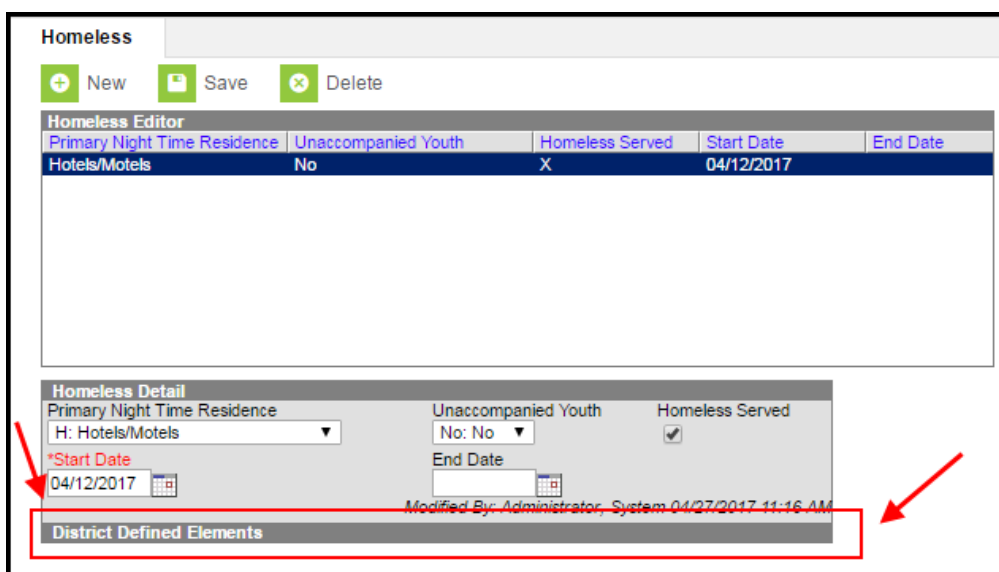 Homeless
New Save Delete
Homeless Editor
Primary Night Time Residence Unaccompanied Youth Homeless Served Start Date End Date
Hotels/Motels No X 04/12/2017
Homeless Detail
Primary Night Time Residence Unaccompanied Youth Homeless Served
H: Hotels/Motels No: No
*Start Date End Date
04/12/2017
Modified By: Administrator, System 04/27/2017 11:16 AM
District Defined Elements